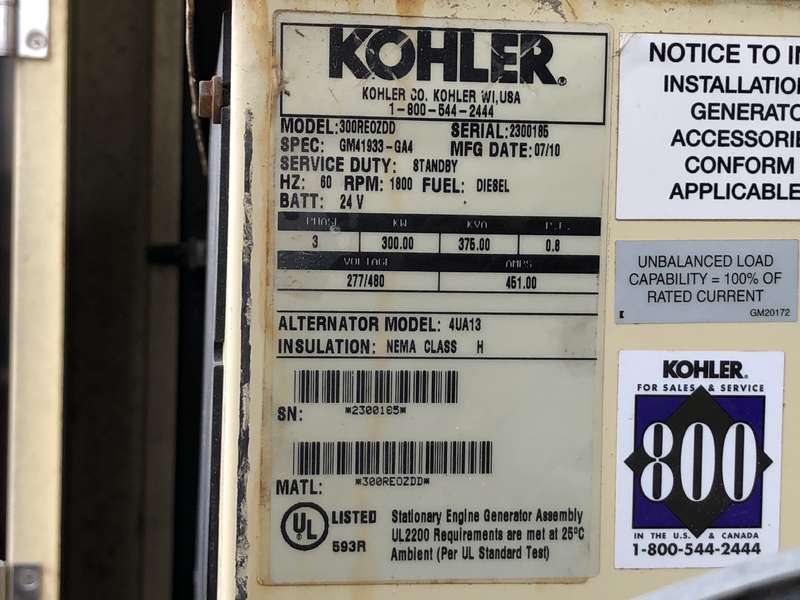 KOHLER®
KOHLER CO. KOHLER WI,USA
1-800-544-2444
MODEL:300REOZDD SERIAL:2300185
SPEC: GM41933-GA4 MFG DATE:07/10
SERVICE DUTY: STANDBY
HZ: 60 RPM: 1800 FUEL: DIESEL
BATT: 24 V
PHASE KW KVA P.F.
3 300.00 375.00 0.8
VOLTAGE AMPS
277/480 451.00
ALTERNATOR MODEL: 4UA13
INSULATION: NEMA CLASS H
*2300185*
SN:
*300REOZDD*
MATL:
UL LISTED
593R
Stationary Engine Generator Assembly
UL2200 Requirements are met at 25°C
Ambient (Per UL Standard Test)
NOTICE TO I
INSTALLATIO
GENERATO
ACCESSORIE
CONFORM
APPLICABLE
UNBALANCED LOAD
CAPABILITY = 100% OF
RATED CURRENT
GM20172
KOHLER®
FOR SALES & SERVICE
800
IN THE U.S. & CANADA
1-800-544-2444